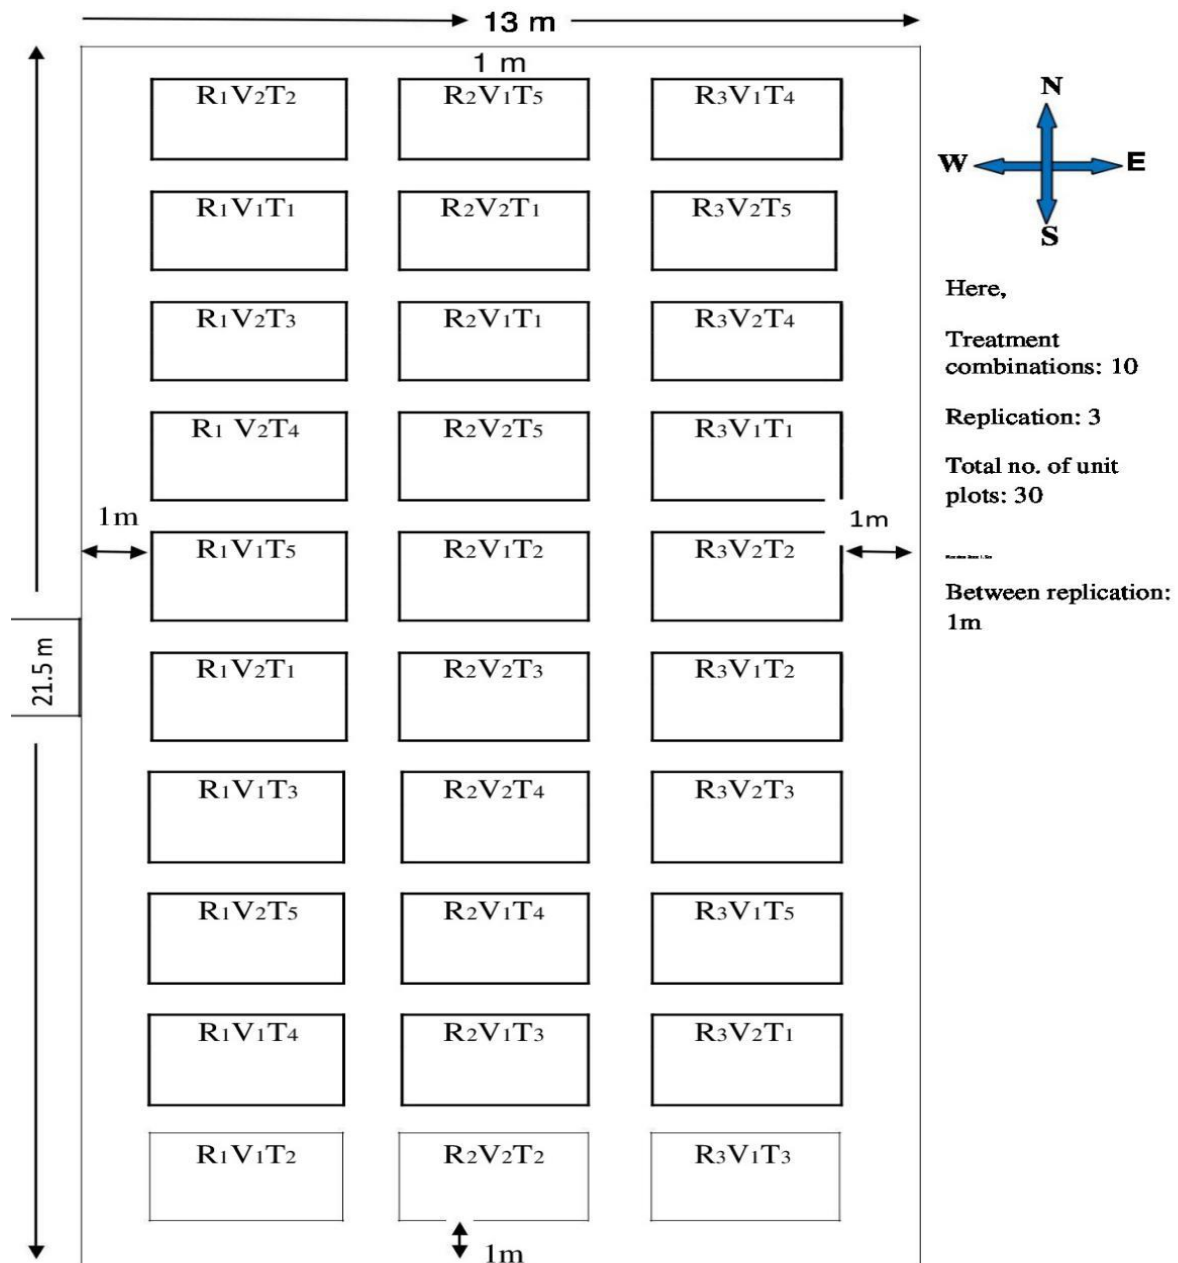 13 m
1 m
R1V2T2
R2V1T5
R3V1T4
R1V1T1
R2V2T1
R3V2T5
R1V2T3
R2V1T1
R3V2T4
R1 V2T4
R2V2T5
R3V1T1
1m
1m
R1V1T5
R2V1T2
R3V2T2
21.5 m
R1V2T1
R2V2T3
R3V1T2
R1V1T3
R2V2T4
R3V2T3
R1V2T5
R2V1T4
R3V1T5
R1V1T4
R2V1T3
R3V2T1
R1V1T2
R2V2T2
R3V1T3
1m
N
W
E
S
Here,
Treatment
combinations: 10
Replication: 3
Total no. of unit
plots: 30
Between replication:
1m